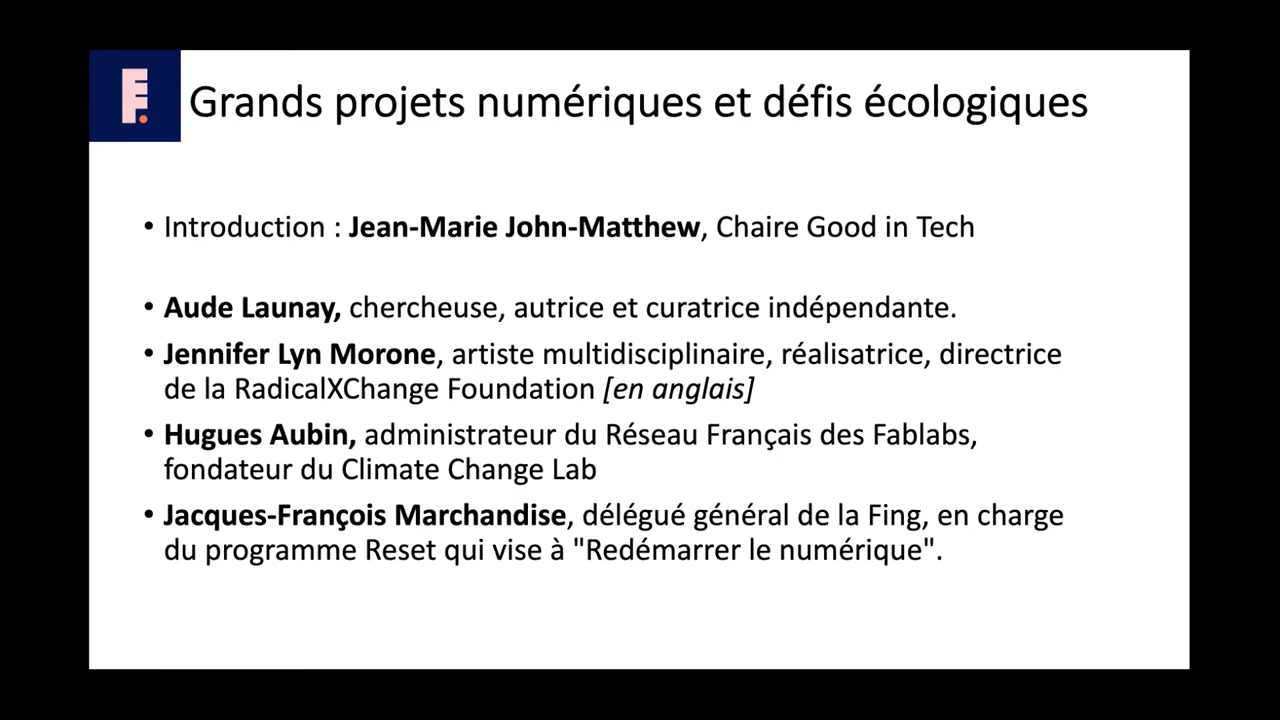 Grands projets numériques et défis écologiques
• Introduction : Jean-Marie John-Matthew, Chaire Good in Tech
• Aude Launay, chercheuse, autrice et curatrice indépendante.
• Jennifer Lyn Morone, artiste multidisciplinaire, réalisatrice, directrice
de la RadicalXChange Foundation [en anglais]
• Hugues Aubin, administrateur du Réseau Français des Fablabs,
fondateur du Climate Change Lab
• Jacques-François Marchandise, délégué général de la Fing, en charge
du programme Reset qui vise à "Redémarrer le numérique".